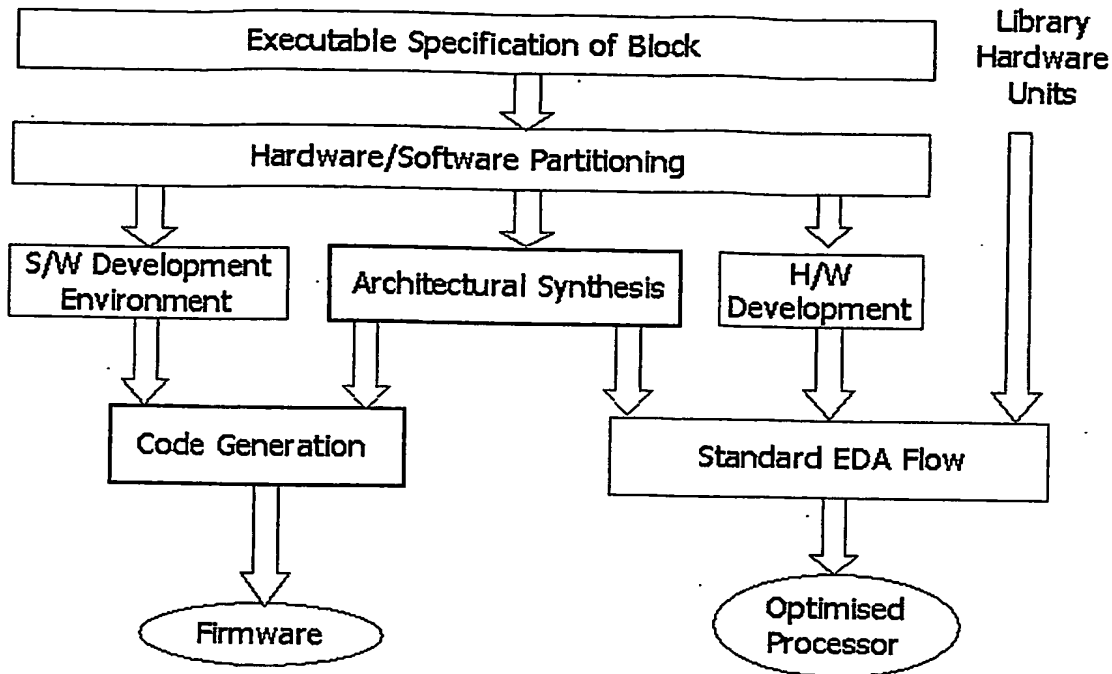 Executable Specification of Block
Library
Hardware
Units
Hardware/Software Partitioning
S/W Development
Environment
Architectural Synthesis
H/W
Development
Code Generation
Standard EDA Flow
Firmware
Optimised
Processor